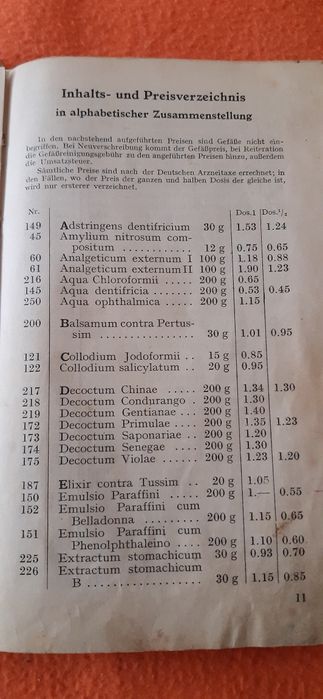 Inhalts- und Preisverzeichnis
in alphabetischer Zusammenstellung
In den nachstehend aufgeführten Preisen sind Gefäße nicht ein-
begriffen. Bei Neuverschreibung kommt der Gefäßpreis, bei Reiteration
die Gefäßreinigungsgebühr zu den angeführten Preisen hinzu, außerdem
die Umsatzsteuer.
Sämtliche Preise sind nach der Deutschen Arzneitaxe errechnet; in
den Fällen, wo der Preis der ganzen und halben Dosis der gleiche ist,
wird nur ersterer verzeichnet.
Nr. Dos.1 Dos.¹/₂
149 Adstringens dentifricium 30 g 1.53 1.24
45 Amylium nitrosum com-
positum ............ 12 g 0.75 0.65
60 Analgeticum externum I 100 g 1.18 0.88
61 Analgeticum externum II 100 g 1.90 1.23
216 Aqua Chloroformii ..... 200 g 0.65
145 Aqua dentifricia ....... 200 g 0.53 0.45
250 Aqua ophthalmica ..... 200 g 1.15
200 Balsamum contra Pertus-
sim ............... 30 g 1.01 0.95
121 Collodium Jodoformii .. 15 g 0.85
122 Collodium salicylatum .. 20 g 0.95
217 Decoctum Chinae ..... 200 g 1.34 1.30
218 Decoctum Condurango . 200 g 1.30
219 Decoctum Gentianae ... 200 g 1.40
172 Decoctum Primulae .... 200 g 1.35 1.23
173 Decoctum Saponariae .. 200 g 1.20
174 Decoctum Senegae .... 200 g 1.30
175 Decoctum Violae ...... 200 g 1.23 1.20
187 Elixir contra Tussim .. 20 g 1.05
150 Emulsio Paraffini ..... 200 g 1.— 0.55
152 Emulsio Paraffini cum
Belladonna .......... 200 g 1.15 0.65
151 Emulsio Paraffini cum
Phenolphthaleino .... 200 g 1.10 0.60
225 Extractum stomachicum 30 g 0.93 0.70
226 Extractum stomachicum
B ................. 30 g 1.15 0.85
11